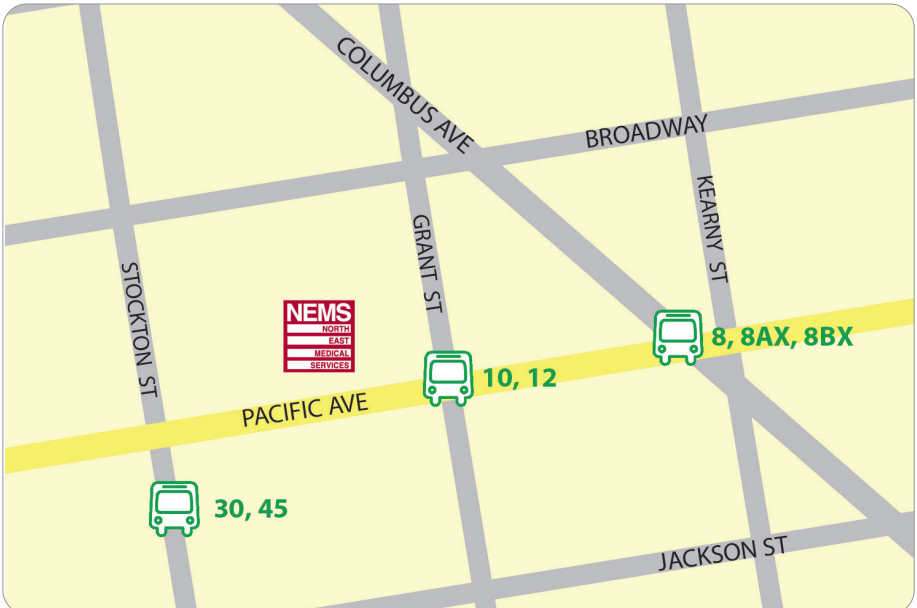 COLUMBUS AVE
BROADWAY
KEARNY ST
GRANT ST
STOCKTON ST
NEMS
NORTH
EAST
MEDICAL
SERVICES
8, 8AX, 8BX
10, 12
PACIFIC AVE
30, 45
JACKSON ST